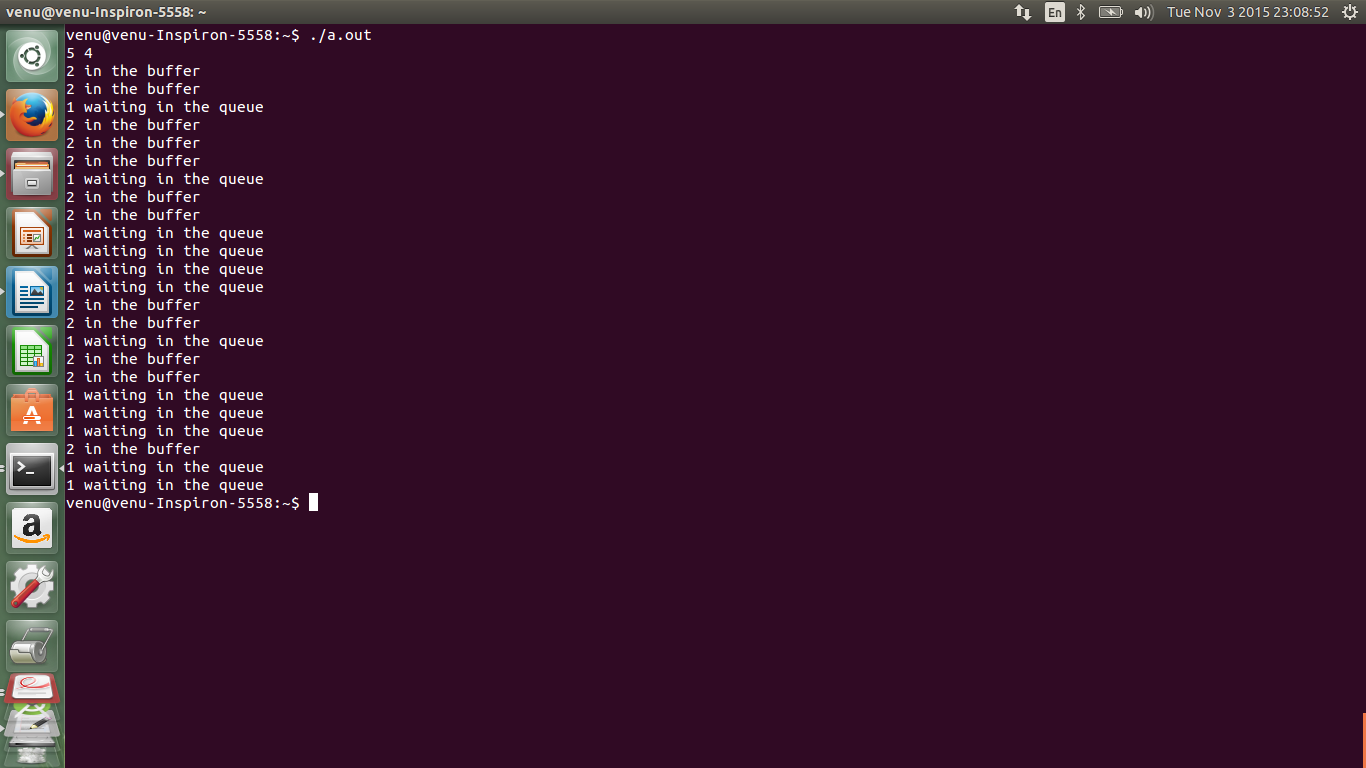 venu@venu-Inspiron-5558: ~
En
Tue Nov 3 2015 23:08:52
venu@venu-Inspiron-5558:~$ ./a.out
5 4
2 in the buffer
2 in the buffer
1 waiting in the queue
2 in the buffer
2 in the buffer
2 in the buffer
1 waiting in the queue
2 in the buffer
2 in the buffer
1 waiting in the queue
1 waiting in the queue
1 waiting in the queue
1 waiting in the queue
2 in the buffer
2 in the buffer
1 waiting in the queue
2 in the buffer
2 in the buffer
1 waiting in the queue
1 waiting in the queue
1 waiting in the queue
2 in the buffer
1 waiting in the queue
1 waiting in the queue
venu@venu-Inspiron-5558:~$